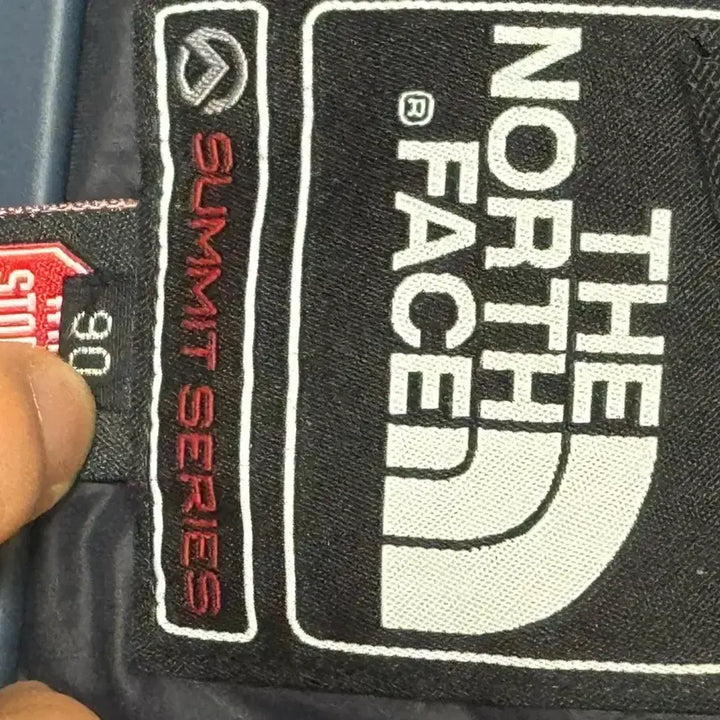 THE
NORTH
FACE®
SUMMIT SERIES
90